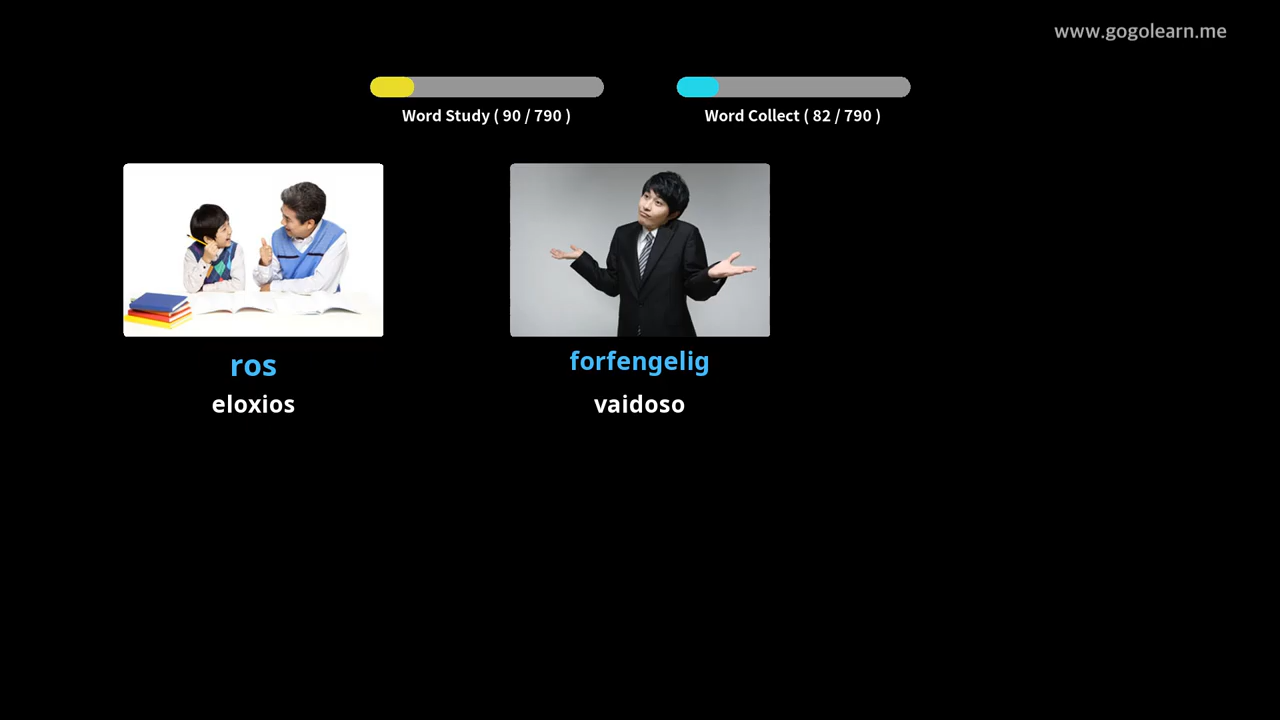 www.gogolearn.me
Word Study ( 90 / 790 )
Word Collect ( 82 / 790 )
ros
eloxios
forfengelig
vaidoso